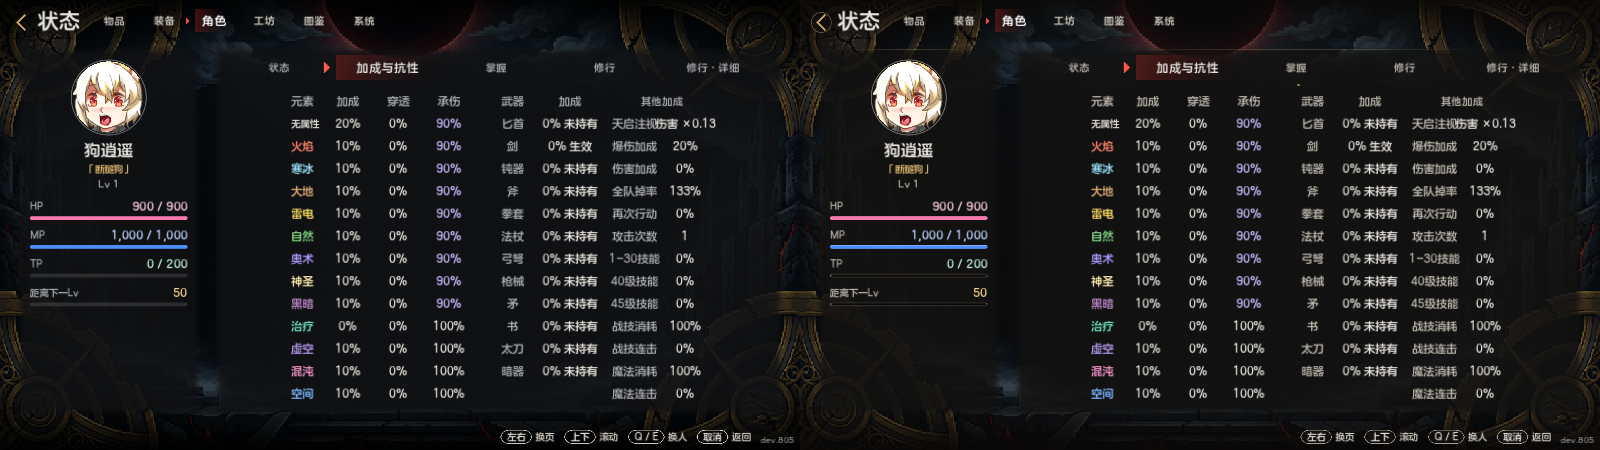 状态 物品 装备 角色 工坊 图鉴 系统
状态 加成与抗性 掌握 修行 修行·详细
狗逍遥
「断腿狗」
Lv 1
HP 900 / 900
MP 1,000 / 1,000
TP 0 / 200
距离下一Lv 50
元素 加成 穿透 承伤 武器 加成 其他加成
无属性 20% 0% 90% 匕首 0% 未持有 天启注视伤害 ×0.13
火焰 10% 0% 90% 剑 0% 生效 爆伤加成 20%
寒冰 10% 0% 90% 钝器 0% 未持有 伤害加成 0%
大地 10% 0% 90% 斧 0% 未持有 全队掉率 133%
雷电 10% 0% 90% 拳套 0% 未持有 再次行动 0%
自然 10% 0% 90% 法杖 0% 未持有 攻击次数 1
奥术 10% 0% 90% 弓弩 0% 未持有 1-30技能 0%
神圣 10% 0% 90% 枪械 0% 未持有 40级技能 0%
黑暗 10% 0% 90% 矛 0% 未持有 45级技能 0%
治疗 0% 0% 100% 书 0% 未持有 战技消耗 100%
虚空 10% 0% 100% 太刀 0% 未持有 战技连击 0%
混沌 10% 0% 100% 暗器 0% 未持有 魔法消耗 100%
空间 10% 0% 100% 魔法连击 0%
左右 换页 上下 滚动 Q / E 换人 取消 返回 dev.805
状态 物品 装备 角色 工坊 图鉴 系统
状态 加成与抗性 掌握 修行 修行·详细
狗逍遥
「断腿狗」
Lv 1
HP 900 / 900
MP 1,000 / 1,000
TP 0 / 200
距离下一Lv 50
元素 加成 穿透 承伤 武器 加成 其他加成
无属性 20% 0% 90% 匕首 0% 未持有 天启注视伤害 ×0.13
火焰 10% 0% 90% 剑 0% 生效 爆伤加成 20%
寒冰 10% 0% 90% 钝器 0% 未持有 伤害加成 0%
大地 10% 0% 90% 斧 0% 未持有 全队掉率 133%
雷电 10% 0% 90% 拳套 0% 未持有 再次行动 0%
自然 10% 0% 90% 法杖 0% 未持有 攻击次数 1
奥术 10% 0% 90% 弓弩 0% 未持有 1-30技能 0%
神圣 10% 0% 90% 枪械 0% 未持有 40级技能 0%
黑暗 10% 0% 90% 矛 0% 未持有 45级技能 0%
治疗 0% 0% 100% 书 0% 未持有 战技消耗 100%
虚空 10% 0% 100% 太刀 0% 未持有 战技连击 0%
混沌 10% 0% 100% 暗器 0% 未持有 魔法消耗 100%
空间 10% 0% 100% 魔法连击 0%
左右 换页 上下 滚动 Q / E 换人 取消 返回 dev.805